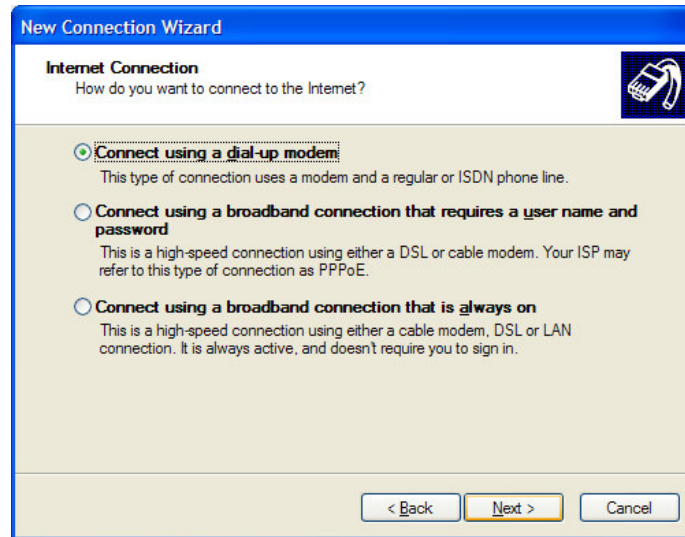 New Connection Wizard
Internet Connection
How do you want to connect to the Internet?
Connect using a dial-up modem
This type of connection uses a modem and a regular or ISDN phone line.
Connect using a broadband connection that requires a user name and
password
This is a high-speed connection using either a DSL or cable modem. Your ISP may
refer to this type of connection as PPPoE.
Connect using a broadband connection that is always on
This is a high-speed connection using either a cable modem, DSL or LAN
connection. It is always active, and doesn't require you to sign in.
< Back Next > Cancel